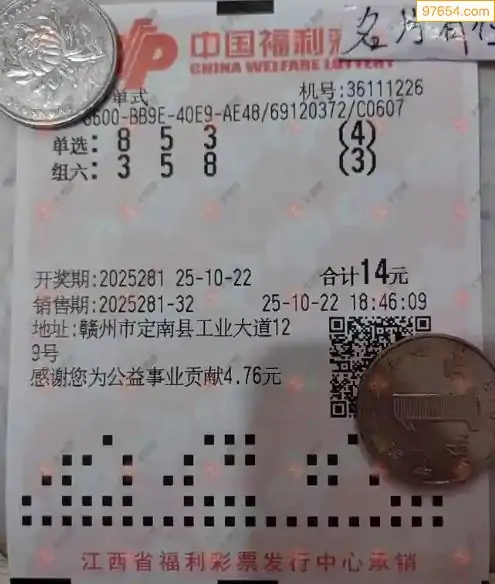 97654.com
中国福利彩
CHINA WELFARE LOTTERY
单式 机号:36111226
6600-BB9E-40E9-AE48/69120372/C0607
单选: 8 5 3 (4)
组六: 3 5 8 (3)
开奖期:2025281 25-10-22 合计14元
销售期:2025281-32 25-10-22 18:46:09
地址:赣州市定南县工业大道12
9号
感谢您为公益事业贡献4.76元
江西省福利彩票发行中心承销